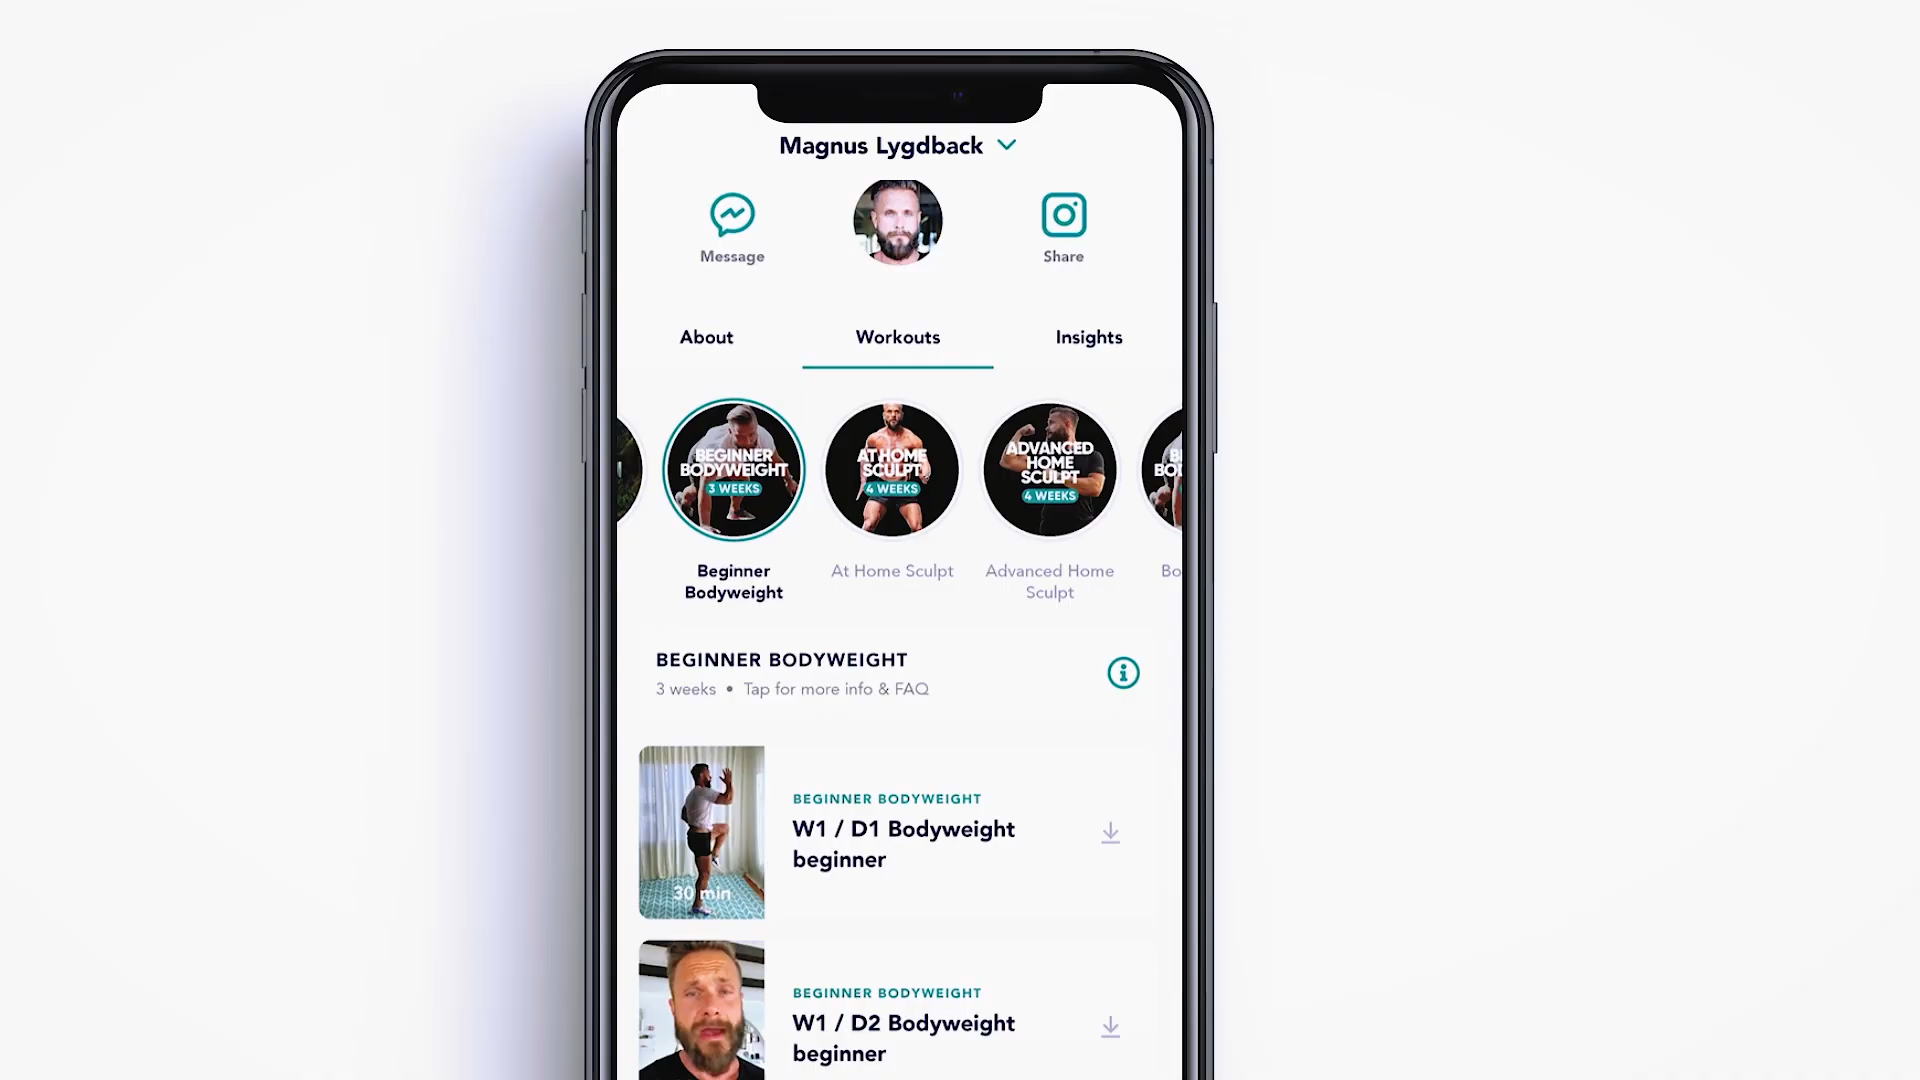 Magnus Lygdback
Message
Share
About
Workouts
Insights
BEGINNER
BODYWEIGHT
3 WEEKS
AT HOME
SCULPT
4 WEEKS
ADVANCED
HOME
SCULPT
4 WEEKS
Beginner
Bodyweight
At Home Sculpt
Advanced Home
Sculpt
BEGINNER BODYWEIGHT
3 weeks • Tap for more info & FAQ
30 min
BEGINNER BODYWEIGHT
W1 / D1 Bodyweight
beginner
BEGINNER BODYWEIGHT
W1 / D2 Bodyweight
beginner